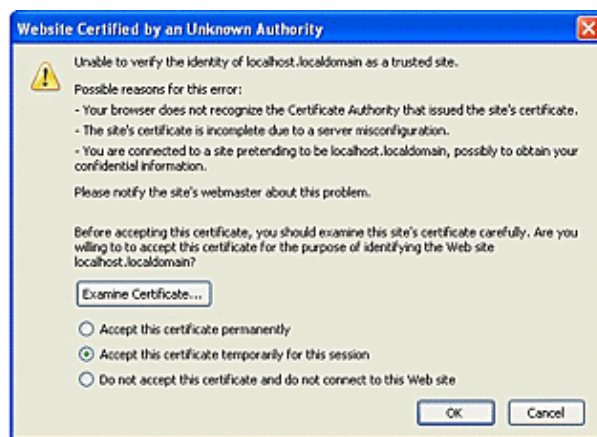 Website Certified by an Unknown Authority
Unable to verify the identity of localhost.localdomain as a trusted site.
Possible reasons for this error:
- Your browser does not recognize the Certificate Authority that issued the site's certificate.
- The site's certificate is incomplete due to a server misconfiguration.
- You are connected to a site pretending to be localhost.localdomain, possibly to obtain your
confidential information.
Please notify the site's webmaster about this problem.
Before accepting this certificate, you should examine this site's certificate carefully. Are you
willing to to accept this certificate for the purpose of identifying the Web site
localhost.localdomain?
Examine Certificate...
Accept this certificate permanently
Accept this certificate temporarily for this session
Do not accept this certificate and do not connect to this Web site
OK Cancel